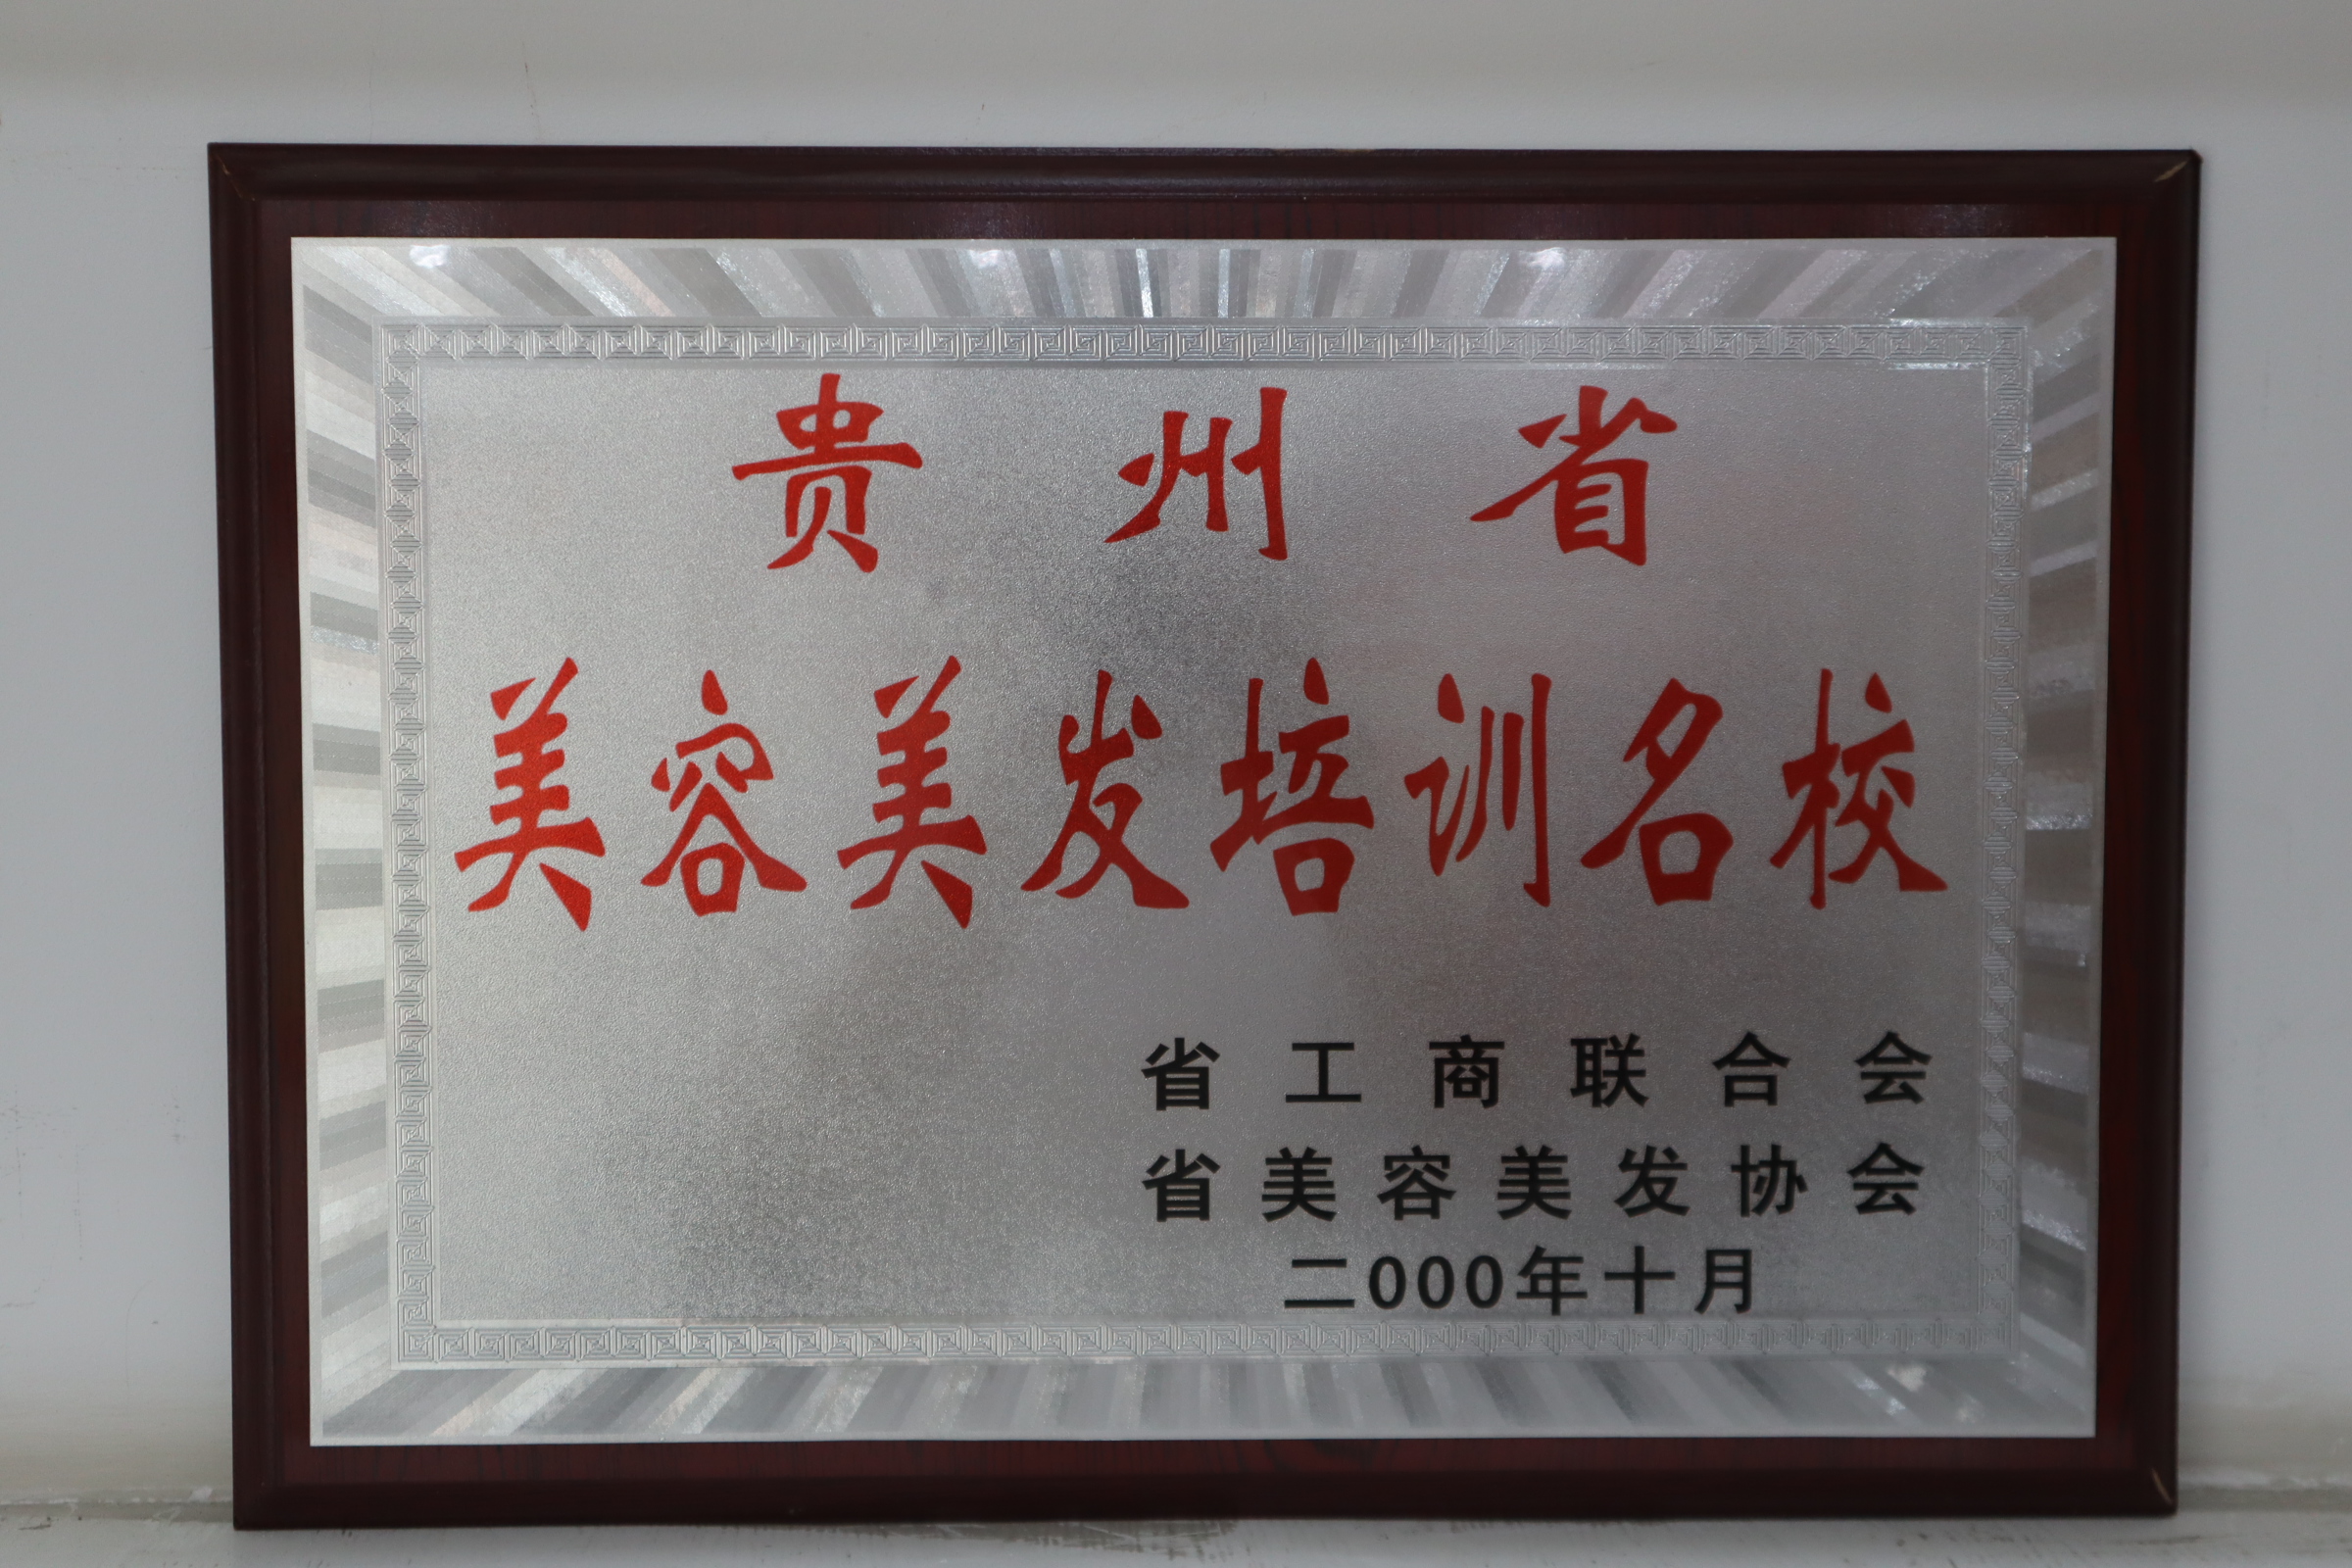 贵州省
美容美发培训名校
省工商联合会
省美容美发协会
二000年十月